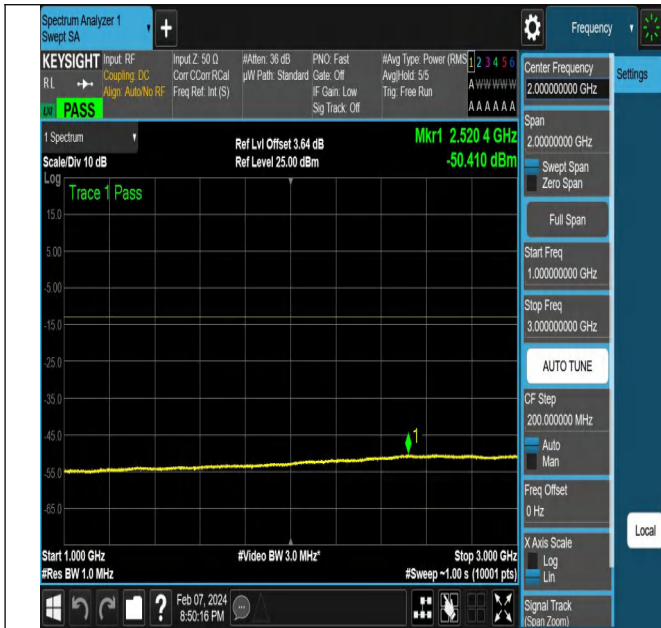 Spectrum Analyzer 1
Swept SA
+
Frequency
KEYSIGHT
RL
LXI
PASS
Input: RF
Coupling: DC
Align: Auto/No RF
Input Z: 50 Ω
Corr CCorr RCal
Freq Ref: Int (S)
#Atten: 36 dB
µW Path: Standard
PNO: Fast
Gate: Off
IF Gain: Low
Sig Track: Off
#Avg Type: Power (RMS
Avg|Hold: 5/5
Trig: Free Run
1 2 3 4 5 6
A W W W W W
A A A A A A
1 Spectrum
Scale/Div 10 dB
Ref Lvl Offset 3.64 dB
Ref Level 25.00 dBm
Mkr1 2.520 4 GHz
-50.410 dBm
Log
Trace 1 Pass
15.0
5.00
-5.00
-15.0
-25.0
-35.0
-45.0
-55.0
-65.0
1
Start 1.000 GHz
#Res BW 1.0 MHz
#Video BW 3.0 MHz*
Stop 3.000 GHz
#Sweep ~1.00 s (10001 pts)
?
Feb 07, 2024
8:50:16 PM
Center Frequency
2.000000000 GHz
Settings
Span
2.00000000 GHz
Swept Span
Zero Span
Full Span
Start Freq
1.000000000 GHz
Stop Freq
3.000000000 GHz
AUTO TUNE
CF Step
200.000000 MHz
Auto
Man
Freq Offset
0 Hz
Local
X Axis Scale
Log
Lin
Signal Track
(Span Zoom)